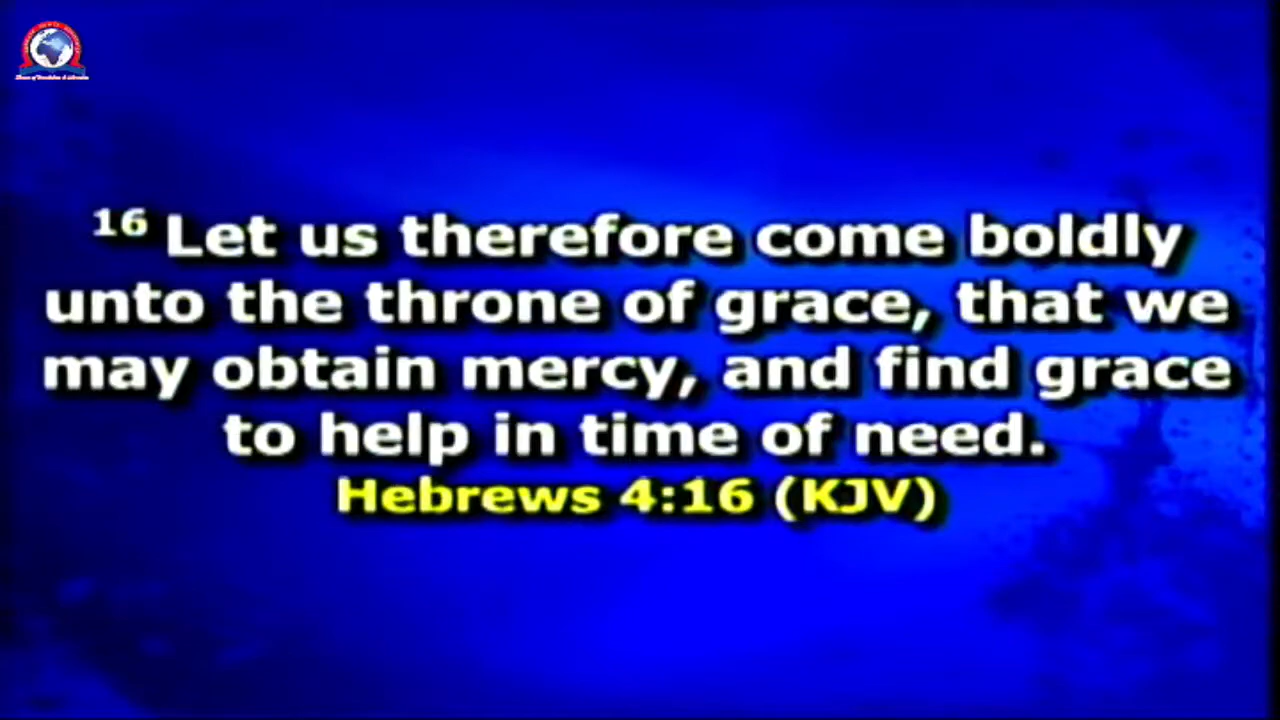 16 Let us therefore come boldly
unto the throne of grace, that we
may obtain mercy, and find grace
to help in time of need.
Hebrews 4:16 (KJV)